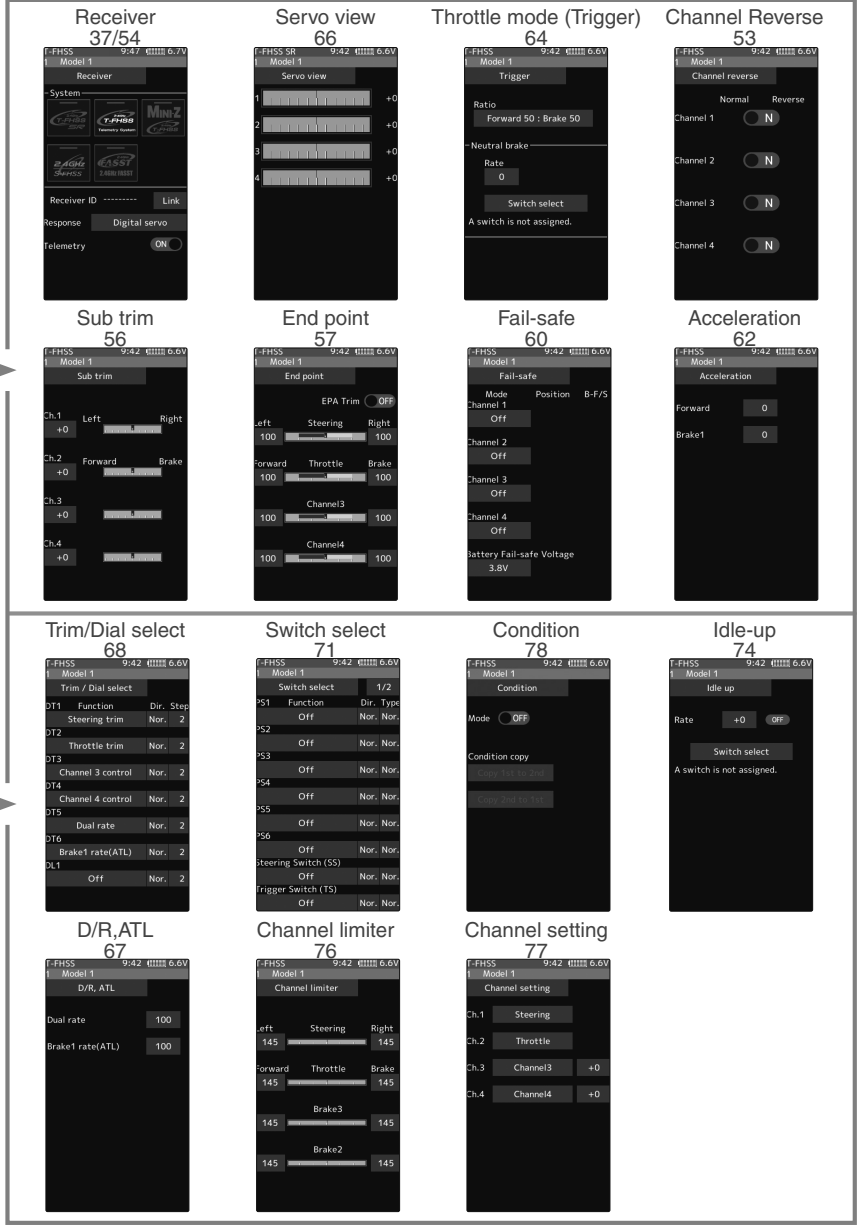 Receiver
37/54
T-FHSS 9:47 6.7V
1 Model 1
Receiver
System
T-FHSS SR
T-FHSS
Telemetry System
MINI-Z
2.4GHz
S-FHSS
FASST
2.4GHz FASST
Receiver ID --------- Link
Response Digital servo
Telemetry ON
Servo view
66
T-FHSS SR 9:42 6.6V
1 Model 1
Servo view
1 +0
2 +0
3 +0
4 +0
Throttle mode (Trigger)
64
T-FHSS 9:42 6.6V
1 Model 1
Trigger
Ratio
Forward 50 : Brake 50
Neutral brake
Rate
0
Switch select
A switch is not assigned.
Channel Reverse
53
T-FHSS 9:42 6.6V
1 Model 1
Channel reverse
Normal Reverse
Channel 1 N
Channel 2 N
Channel 3 N
Channel 4 N
Sub trim
56
T-FHSS 9:42 6.6V
1 Model 1
Sub trim
Ch.1 Left Right
+0
Ch.2 Forward Brake
+0
Ch.3
+0
Ch.4
+0
End point
57
T-FHSS 9:42 6.6V
1 Model 1
End point
EPA Trim OFF
Left Steering Right
100 100
Forward Throttle Brake
100 100
Channel3
100 100
Channel4
100 100
Fail-safe
60
T-FHSS 9:42 6.6V
1 Model 1
Fail-safe
Mode Position B-F/S
Channel 1
Off
Channel 2
Off
Channel 3
Off
Channel 4
Off
Battery Fail-safe Voltage
3.8V
Acceleration
62
T-FHSS 9:42 6.6V
1 Model 1
Acceleration
Forward 0
Brake1 0
Trim/Dial select
68
T-FHSS 9:42 6.6V
1 Model 1
Trim / Dial select
DT1 Function Dir. Step
Steering trim Nor. 2
DT2
Throttle trim Nor. 2
DT3
Channel 3 control Nor. 2
DT4
Channel 4 control Nor. 2
DT5
Dual rate Nor. 2
DT6
Brake1 rate(ATL) Nor. 2
DL1
Off Nor. 2
Switch select
71
T-FHSS 9:42 6.6V
1 Model 1
Switch select 1/2
PS1 Function Dir. Type
Off Nor. Nor.
PS2
Off Nor. Nor.
PS3
Off Nor. Nor.
PS4
Off Nor. Nor.
PS5
Off Nor. Nor.
PS6
Off Nor. Nor.
Steering Switch (SS)
Off Nor. Nor.
Trigger Switch (TS)
Off Nor. Nor.
Condition
78
T-FHSS 9:42 6.6V
1 Model 1
Condition
Mode OFF
Condition copy
Copy 1st to 2nd
Copy 2nd to 1st
Idle-up
74
T-FHSS 9:42 6.6V
1 Model 1
Idle up
Rate +0 OFF
Switch select
A switch is not assigned.
D/R,ATL
67
T-FHSS 9:42 6.6V
1 Model 1
D/R, ATL
Dual rate 100
Brake1 rate(ATL) 100
Channel limiter
76
T-FHSS 9:42 6.6V
1 Model 1
Channel limiter
Left Steering Right
145 145
Forward Throttle Brake
145 145
Brake3
145 145
Brake2
145 145
Channel setting
77
T-FHSS 9:42 6.6V
1 Model 1
Channel setting
Ch.1 Steering
Ch.2 Throttle
Ch.3 Channel3 +0
Ch.4 Channel4 +0